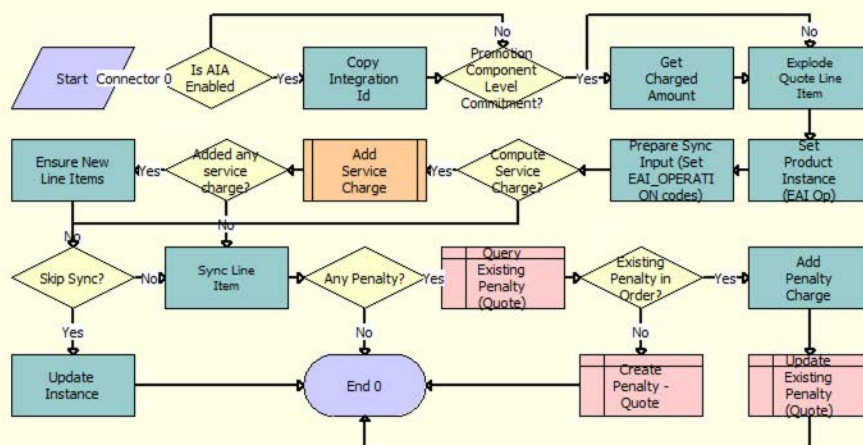 Start
Connector 0
Is AIA
Enabled
Yes
No
Copy
Integration
Id
Promotion
Component
Level
Commitment?
Yes
No
Get
Charged
Amount
Explode
Quote Line
Item
Ensure New
Line Items
Yes
Added any
service
charge?
No
Add
Service
Charge
Yes
Compute
Service
Charge?
No
Prepare Sync
Input (Set
EAI_OPERATI
ON codes)
Set
Product
Instance
(EAI Op)
Skip Sync?
No
Yes
Sync Line
Item
Any Penalty?
Yes
No
Query
Existing
Penalty
(Quote)
Existing
Penalty in
Order?
Yes
No
Add
Penalty
Charge
Update
Instance
End 0
Create
Penalty -
Quote
Update
Existing
Penalty
(Quote)